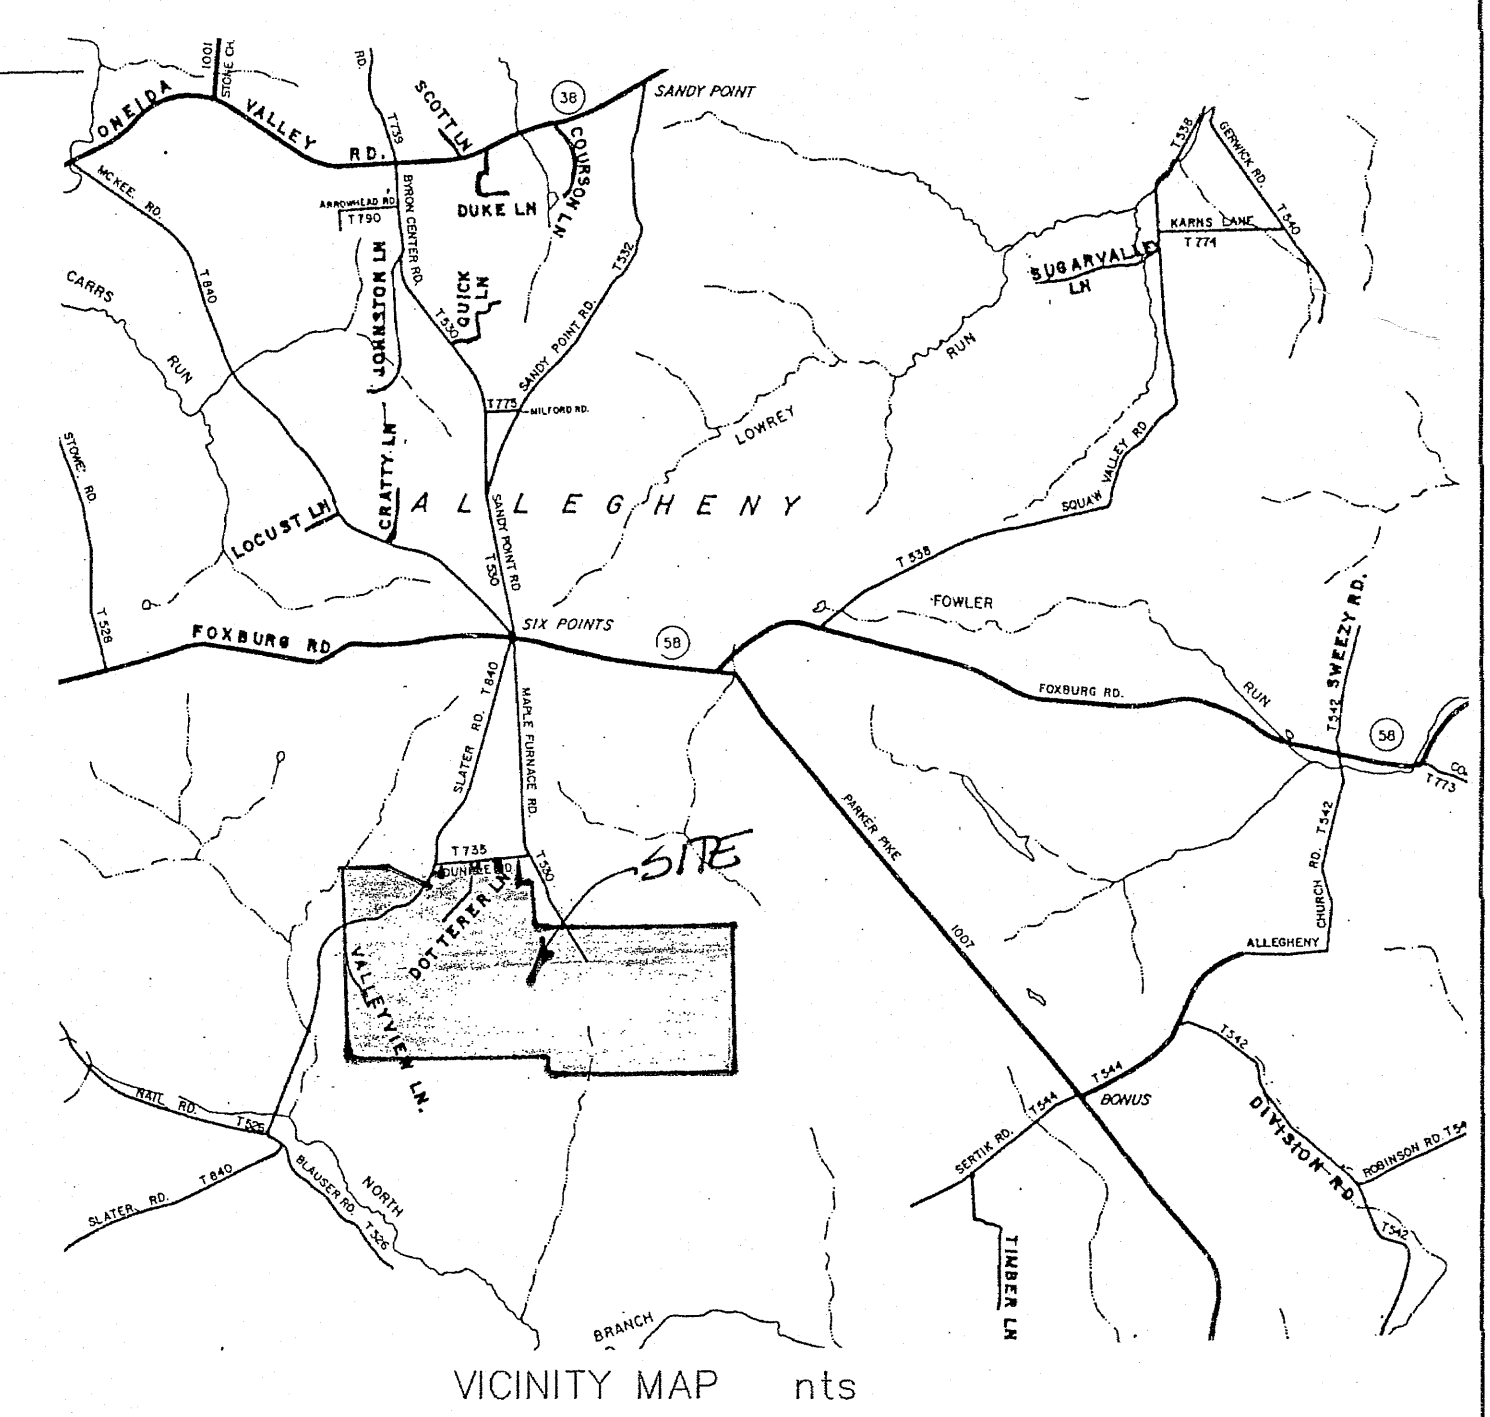 1001
STONE CH.
RD.
ONEIDA VALLEY RD.
T739
SCOTT LN
38
SANDY POINT
COURSON LN
MCKEE RD.
ARROWHEAD RD.
T790
BYRON CENTER RD.
DUKE LN
T538
GERWICK RD.
T540
KARNS LANE
T774
SUGARVALLEY
LN
T532
T840
CARRS
RUN
JOHNSTON LN
QUICK
LN
T530
SANDY POINT RD.
RUN
T775
MILFORD RD.
LOWREY
STOWE RD.
CRATTY LN
ALLEGHENY
SQUAW VALLEY RD
LOCUST LN
SANDY POINT RD
T530
T538
T528
FOXBURG RD
SIX POINTS
58
FOWLER
SWEEZY RD.
T542
SLATER RD. T840
MAPLE FURNACE RD.
FOXBURG RD.
RUN
58
CO
T773
PARKER PIKE
T542
CHURCH RD.
T735
T530
SITE
DOTTERER LN
VALLEYVIEW LN.
1007
ALLEGHENY
T542
NAIL RD.
T525
T544
T544
BONUS
SERTIK RD.
DIVISION RD
ROBINSON RD. T54
T840
SLATER RD.
BLAUSER RD.
T526
NORTH
T542
TIMBER LN
BRANCH
VICINITY MAP nts